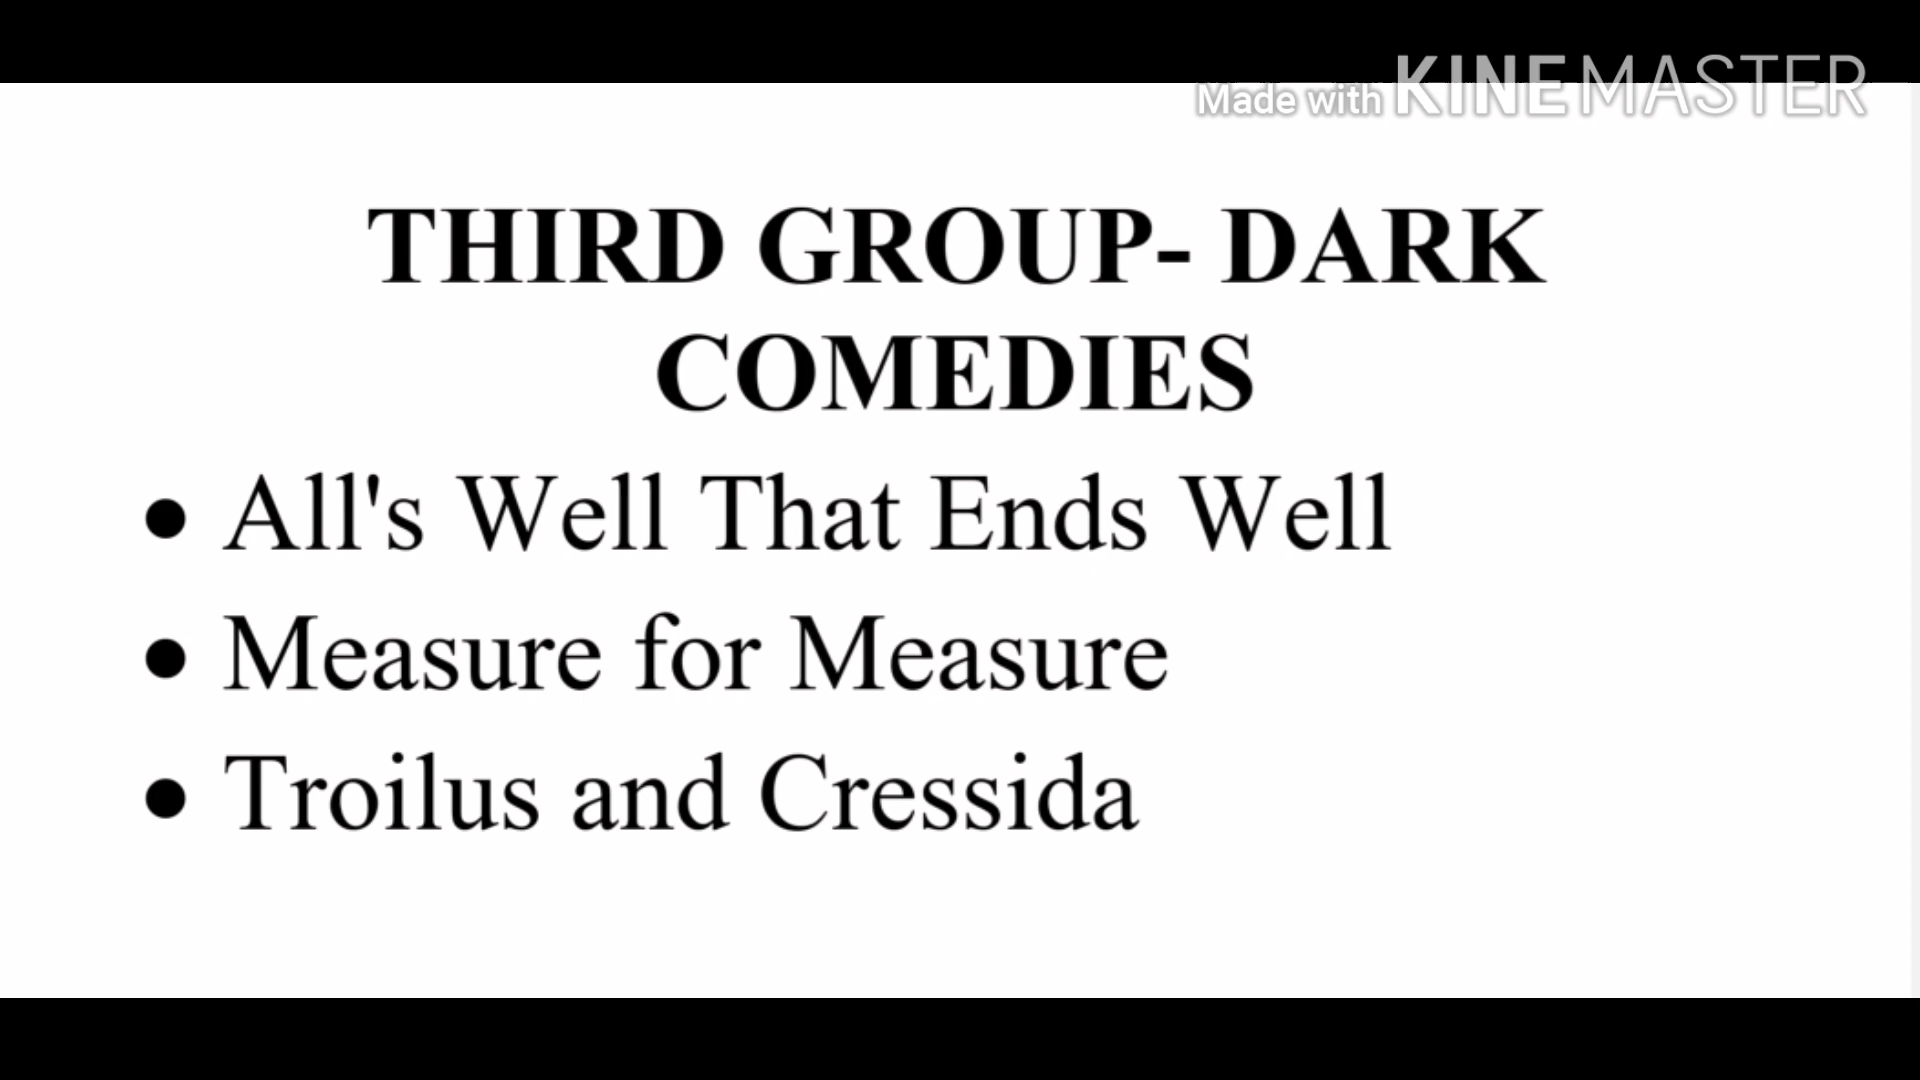 Made with KINEMASTER
THIRD GROUP- DARK
COMEDIES
• All's Well That Ends Well
• Measure for Measure
• Troilus and Cressida